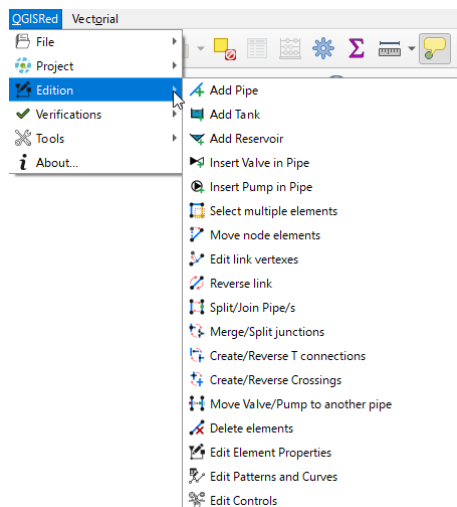 QGISRed Vectorial
File
Project
Edition
Verifications
Tools
About...
Add Pipe
Add Tank
Add Reservoir
Insert Valve in Pipe
Insert Pump in Pipe
Select multiple elements
Move node elements
Edit link vertexes
Reverse link
Split/Join Pipe/s
Merge/Split junctions
Create/Reverse T connections
Create/Reverse Crossings
Move Valve/Pump to another pipe
Delete elements
Edit Element Properties
Edit Patterns and Curves
Edit Controls